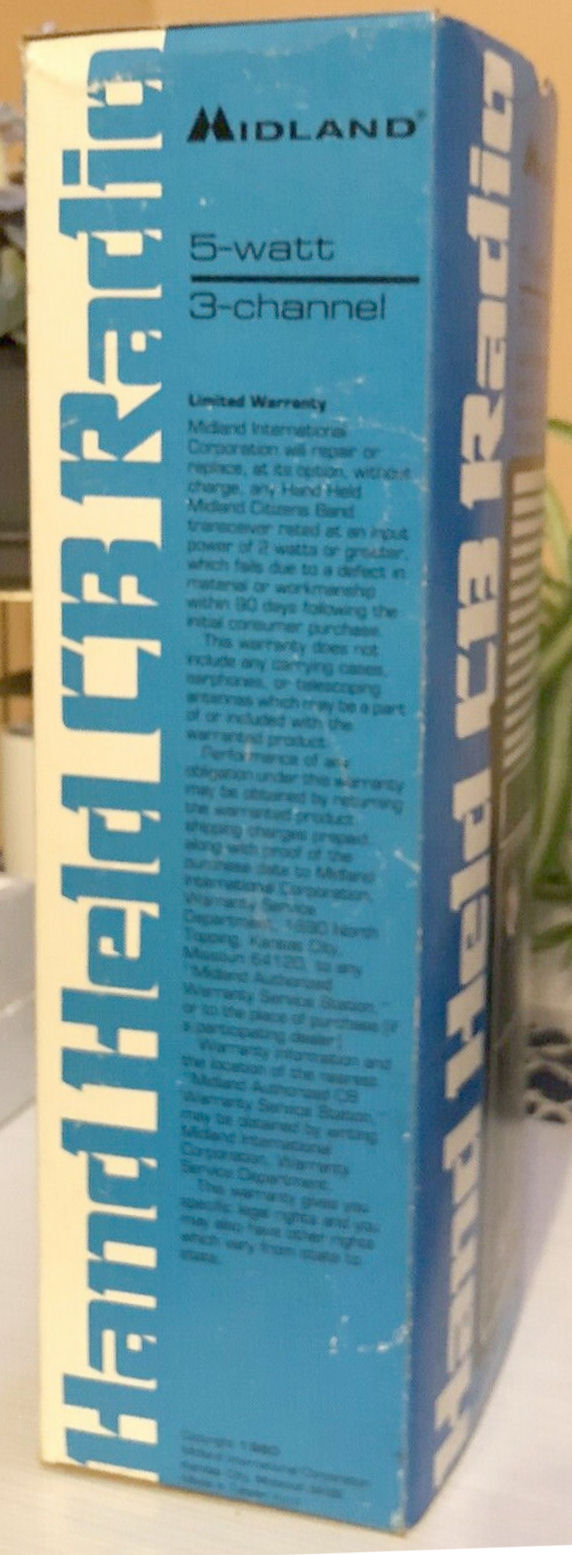 Hand Held CB Radio
MIDLAND®
5-watt
3-channel
Limited Warranty
Midland International
Corporation will repair or
replace, at its option, without
charge, any Hand Held
Midland Citizens Band
transceiver rated at an input
power of 2 watts or greater,
which fails due to a defect in
material or workmanship
within 90 days following the
initial consumer purchase.
This warranty does not
include any carrying cases,
earphones, or telescoping
antennas which may be a part
of or included with the
warranted product.
Performance of any
obligation under this warranty
may be obtained by returning
the warranted product,
shipping charges prepaid,
along with proof of the
purchase date to Midland
International Corporation,
Warranty Service
Department, 1690 North
Topping, Kansas City,
Missouri 64120, to any
"Midland Authorized
Warranty Service Station,"
or to the place of purchase (if
a participating dealer).
Warranty information and
the location of the nearest
"Midland Authorized CB
Warranty Service Station,"
may be obtained by writing
Midland International
Corporation, Warranty
Service Department.
This warranty gives you
specific legal rights and you
may also have other rights
which vary from state to
state.
Copyright 1980
Midland International Corporation
Kansas City, Missouri
Hand Held CB Radio